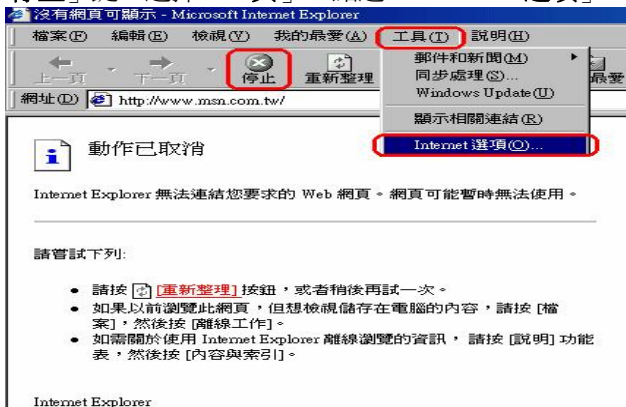 沒有網頁可顯示 - Microsoft Internet Explorer
檔案(F) 編輯(E) 檢視(V) 我的最愛(A) 工具(T) 說明(H)
上一頁 下一頁 停止 重新整理 最愛
郵件和新聞(M)
同步處理(S)...
Windows Update(U)
顯示相關連結(R)
Internet 選項(O)...
網址(D) http://www.msn.com.tw/
動作已取消
Internet Explorer 無法連結您要求的 Web 網頁。網頁可能暫時無法使用。
請嘗試下列:
請按 [重新整理] 按鈕,或者稍後再試一次。
如果以前瀏覽此網頁,但想檢視儲存在電腦的內容,請按 [檔
案],然後按 [離線工作]。
如需關於使用 Internet Explorer 離線瀏覽的資訊, 請按 [說明] 功能
表,然後按 [內容與索引]。
Internet Explorer